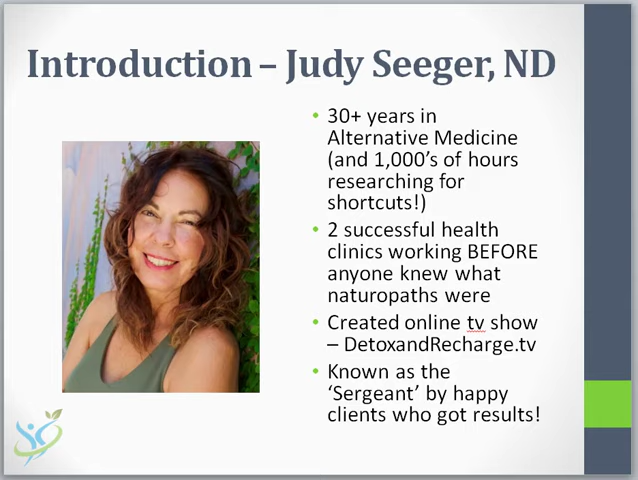 Introduction – Judy Seeger, ND
• 30+ years in
Alternative Medicine
(and 1,000’s of hours
researching for
shortcuts!)
• 2 successful health
clinics working BEFORE
anyone knew what
naturopaths were
• Created online tv show
– DetoxandRecharge.tv
• Known as the
‘Sergeant’ by happy
clients who got results!